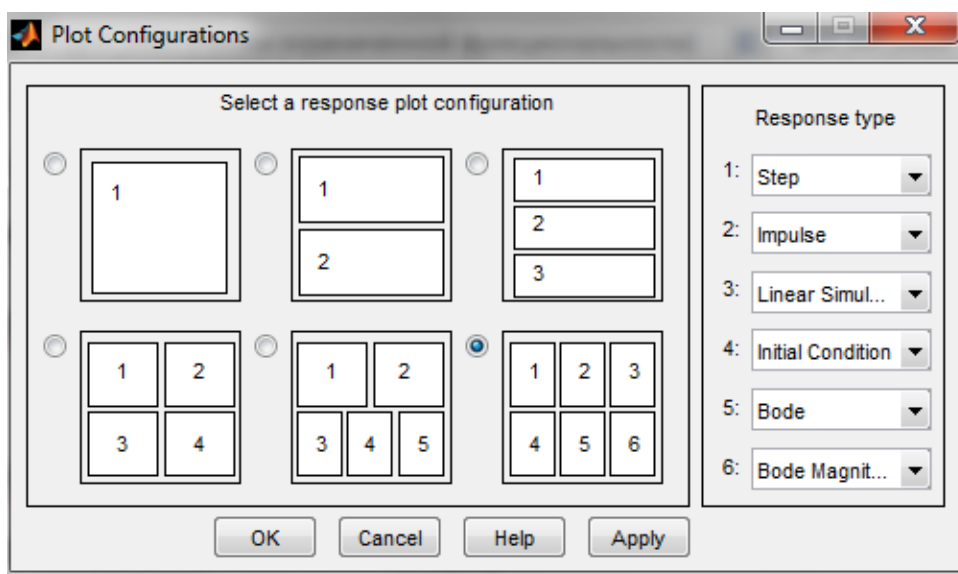 Plot Configurations
Select a response plot configuration
1
1
2
1
2
3
1 2
3 4
1 2
3 4 5
1 2 3
4 5 6
Response type
1: Step
2: Impulse
3: Linear Simul...
4: Initial Condition
5: Bode
6: Bode Magnit...
OK Cancel Help Apply